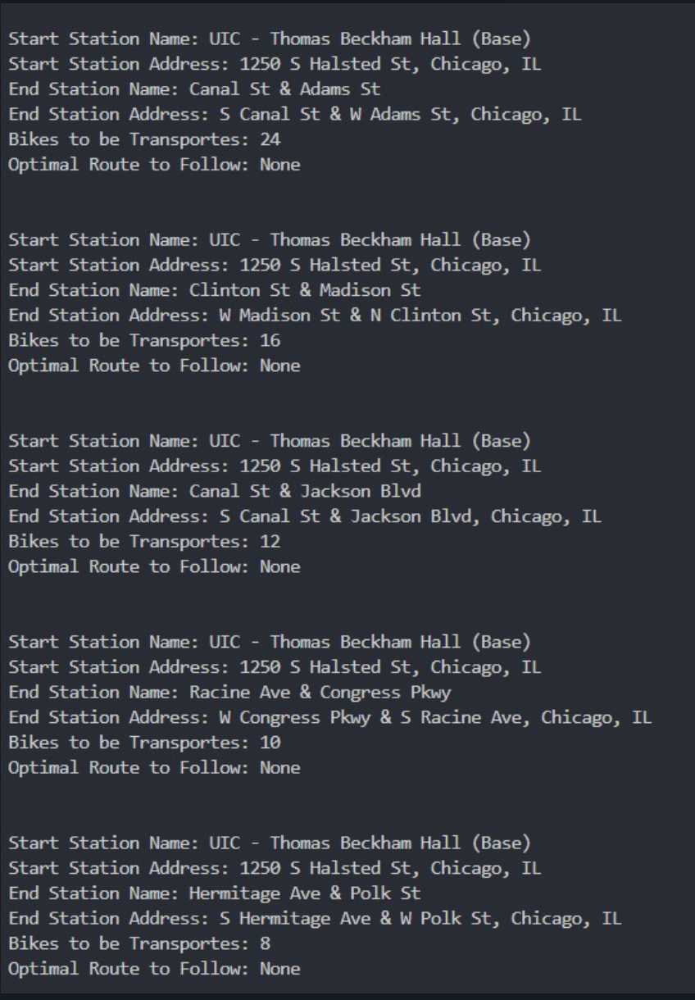 Start Station Name: UIC - Thomas Beckham Hall (Base)
Start Station Address: 1250 S Halsted St, Chicago, IL
End Station Name: Canal St & Adams St
End Station Address: S Canal St & W Adams St, Chicago, IL
Bikes to be Transportes: 24
Optimal Route to Follow: None
Start Station Name: UIC - Thomas Beckham Hall (Base)
Start Station Address: 1250 S Halsted St, Chicago, IL
End Station Name: Clinton St & Madison St
End Station Address: W Madison St & N Clinton St, Chicago, IL
Bikes to be Transportes: 16
Optimal Route to Follow: None
Start Station Name: UIC - Thomas Beckham Hall (Base)
Start Station Address: 1250 S Halsted St, Chicago, IL
End Station Name: Canal St & Jackson Blvd
End Station Address: S Canal St & Jackson Blvd, Chicago, IL
Bikes to be Transportes: 12
Optimal Route to Follow: None
Start Station Name: UIC - Thomas Beckham Hall (Base)
Start Station Address: 1250 S Halsted St, Chicago, IL
End Station Name: Racine Ave & Congress Pkwy
End Station Address: W Congress Pkwy & S Racine Ave, Chicago, IL
Bikes to be Transportes: 10
Optimal Route to Follow: None
Start Station Name: UIC - Thomas Beckham Hall (Base)
Start Station Address: 1250 S Halsted St, Chicago, IL
End Station Name: Hermitage Ave & Polk St
End Station Address: S Hermitage Ave & W Polk St, Chicago, IL
Bikes to be Transportes: 8
Optimal Route to Follow: None